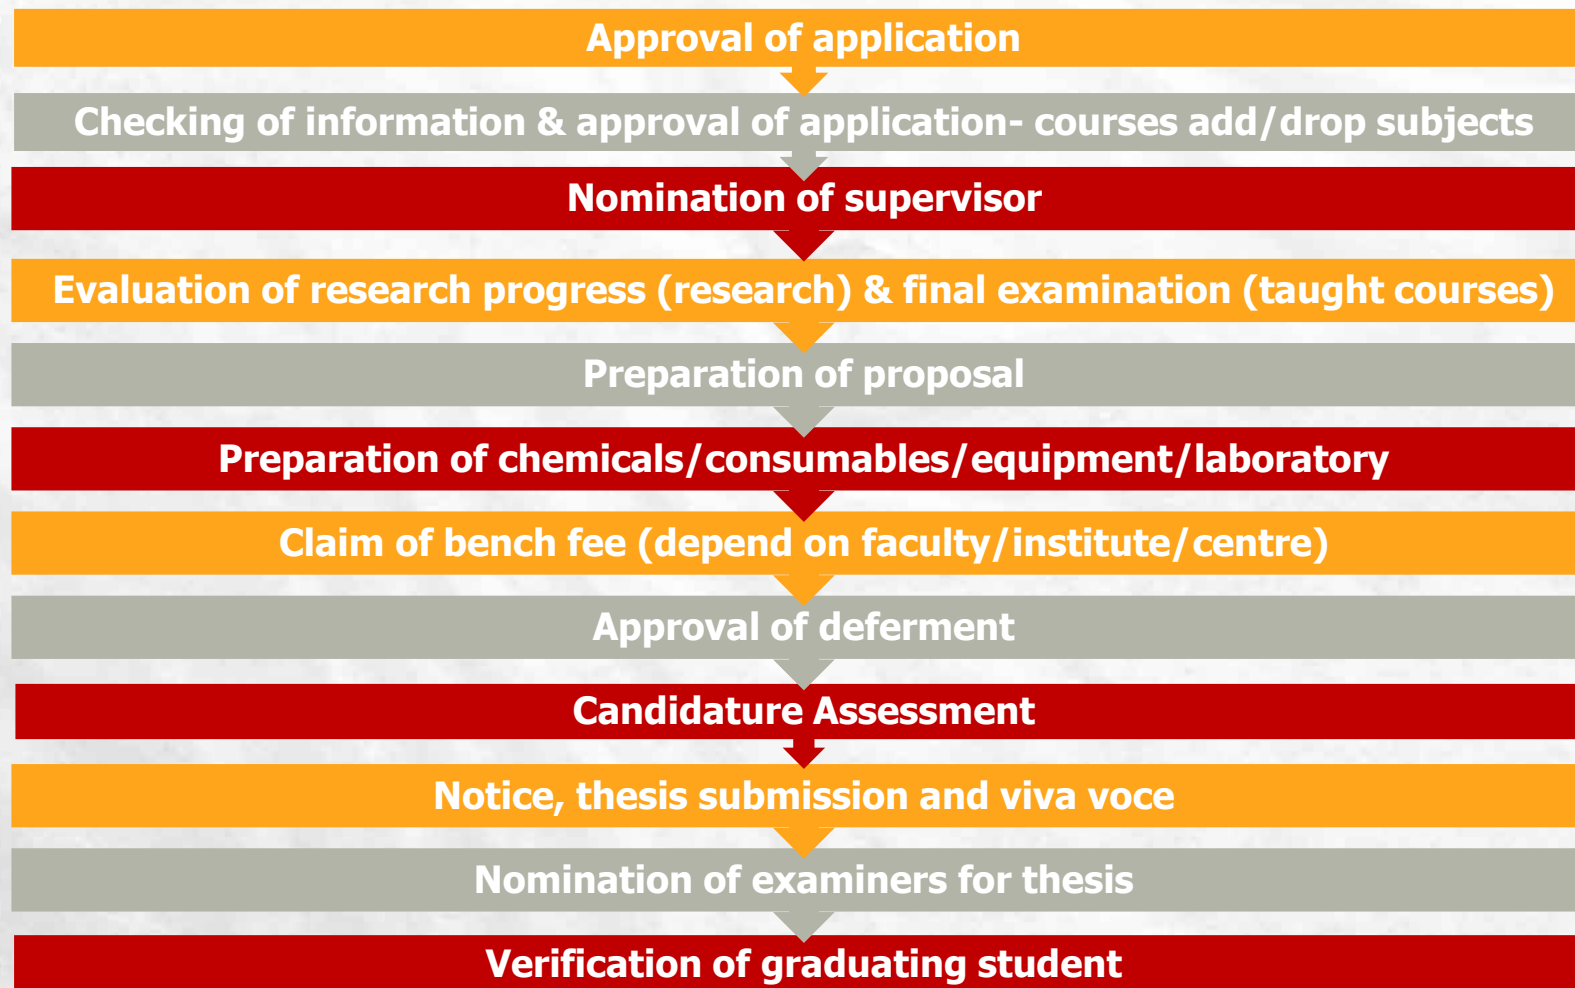 Approval of application
Checking of information & approval of application- courses add/drop subjects
Nomination of supervisor
Evaluation of research progress (research) & final examination (taught courses)
Preparation of proposal
Preparation of chemicals/consumables/equipment/laboratory
Claim of bench fee (depend on faculty/institute/centre)
Approval of deferment
Candidature Assessment
Notice, thesis submission and viva voce
Nomination of examiners for thesis
Verification of graduating student